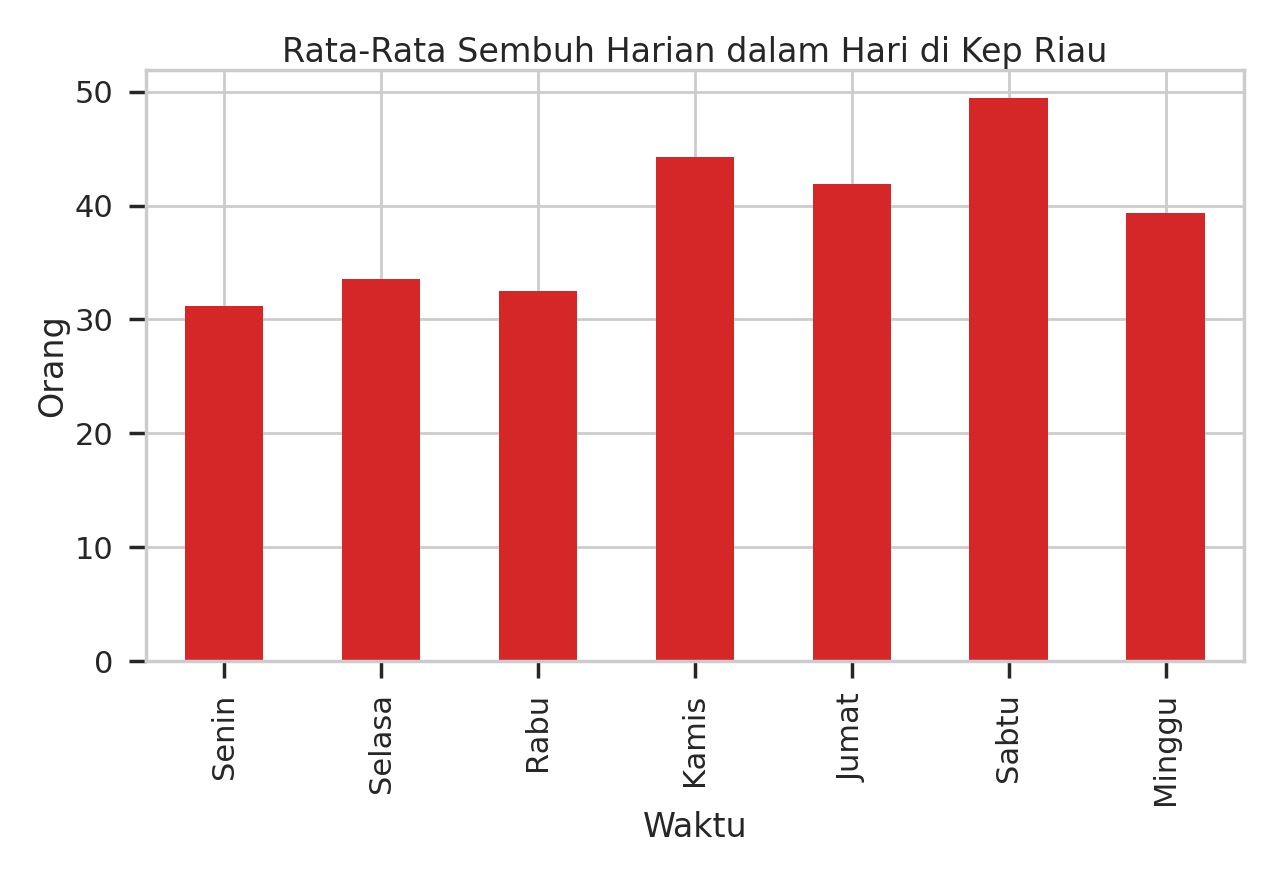 Rata-Rata Sembuh Harian dalam Hari di Kep Riau
50
40
30
20
10
0
Orang
Senin
Selasa
Rabu
Kamis
Jumat
Sabtu
Minggu
Waktu